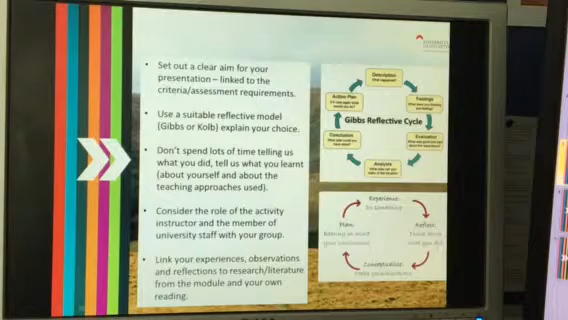 • Set out a clear aim for your
presentation – linked to the
criteria/assessment requirements.
• Use a suitable reflective model
(Gibbs or Kolb) explain your choice.
• Don't spend lots of time telling us
what you did, tell us what you learnt
(about yourself and about the
teaching approaches used).
• Consider the role of the activity
instructor and the member of
university staff with your group.
• Link your experiences, observations
and reflections to research/literature
from the module and your own
reading.
Description
What happened?
Feelings
Evaluation
Analysis
Conclusion
Action Plan
Gibbs Reflective Cycle
Experience:
Reflect:
Conceptualise:
Plan: